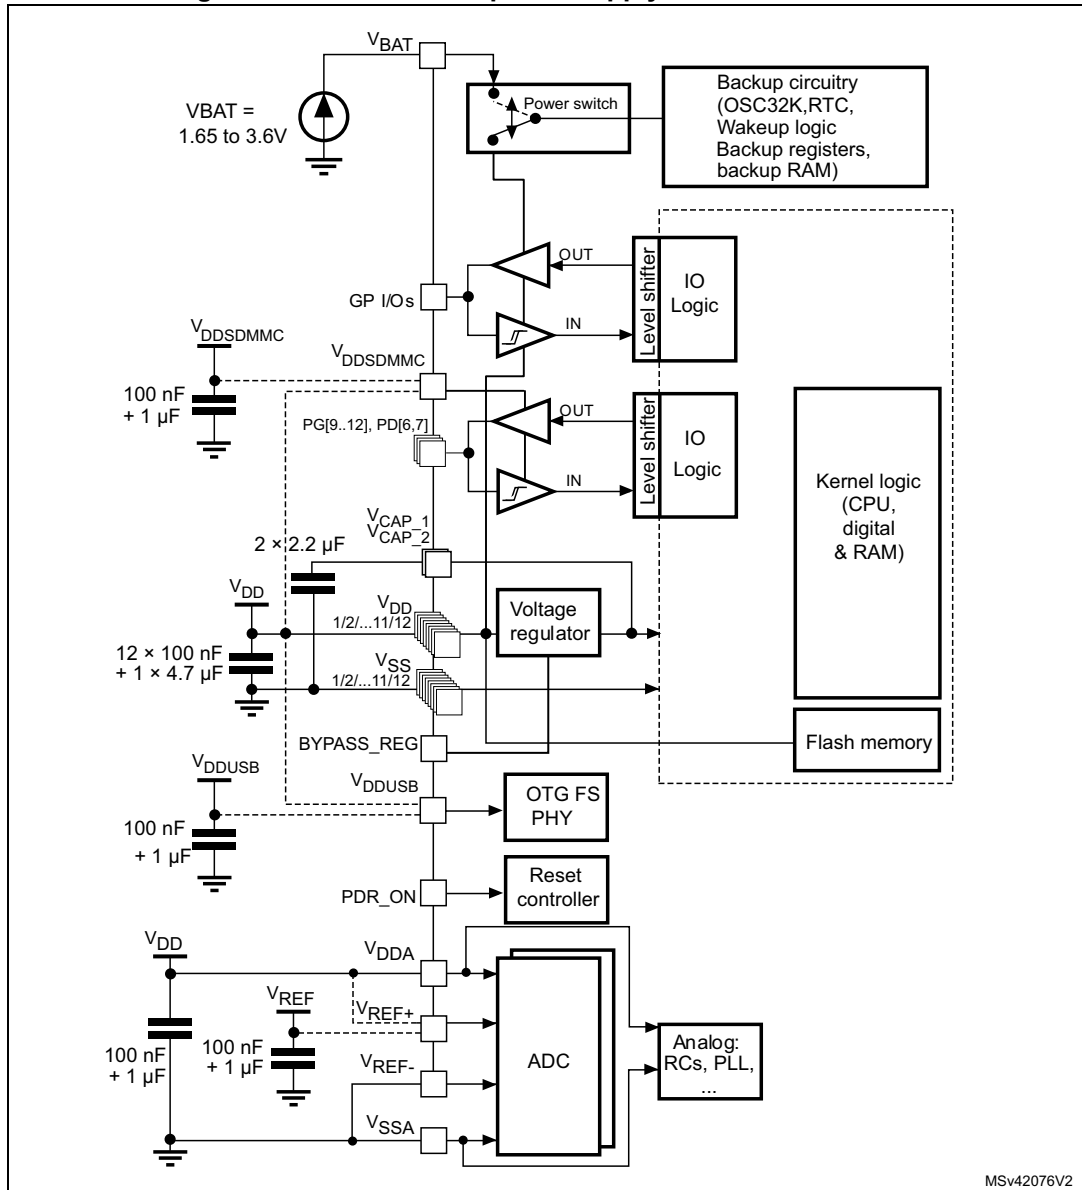 VBAT
VBAT =
1.65 to 3.6V
Power switch
Backup circuitry
(OSC32K,RTC,
Wakeup logic
Backup registers,
backup RAM)
OUT
Level shifter
IO
Logic
GP I/Os
IN
VDDSDMMC
VDDSDMMC
100 nF
+ 1 μF
OUT
PG[9..12], PD[6,7]
Level shifter
IO
Logic
IN
Kernel logic
(CPU,
digital
& RAM)
VCAP_1
VCAP_2
2 × 2.2 μF
VDD
VDD
1/2/...11/12
Voltage
regulator
12 × 100 nF
+ 1 × 4.7 μF
VSS
1/2/...11/12
BYPASS_REG
Flash memory
VDDUSB
VDDUSB
OTG FS
PHY
100 nF
+ 1 μF
Reset
controller
PDR_ON
VDD
VDDA
VREF
VREF+
100 nF
+ 1 μF
100 nF
+ 1 μF
VREF-
ADC
Analog:
RCs, PLL,
...
VSSA
MSv42076V2